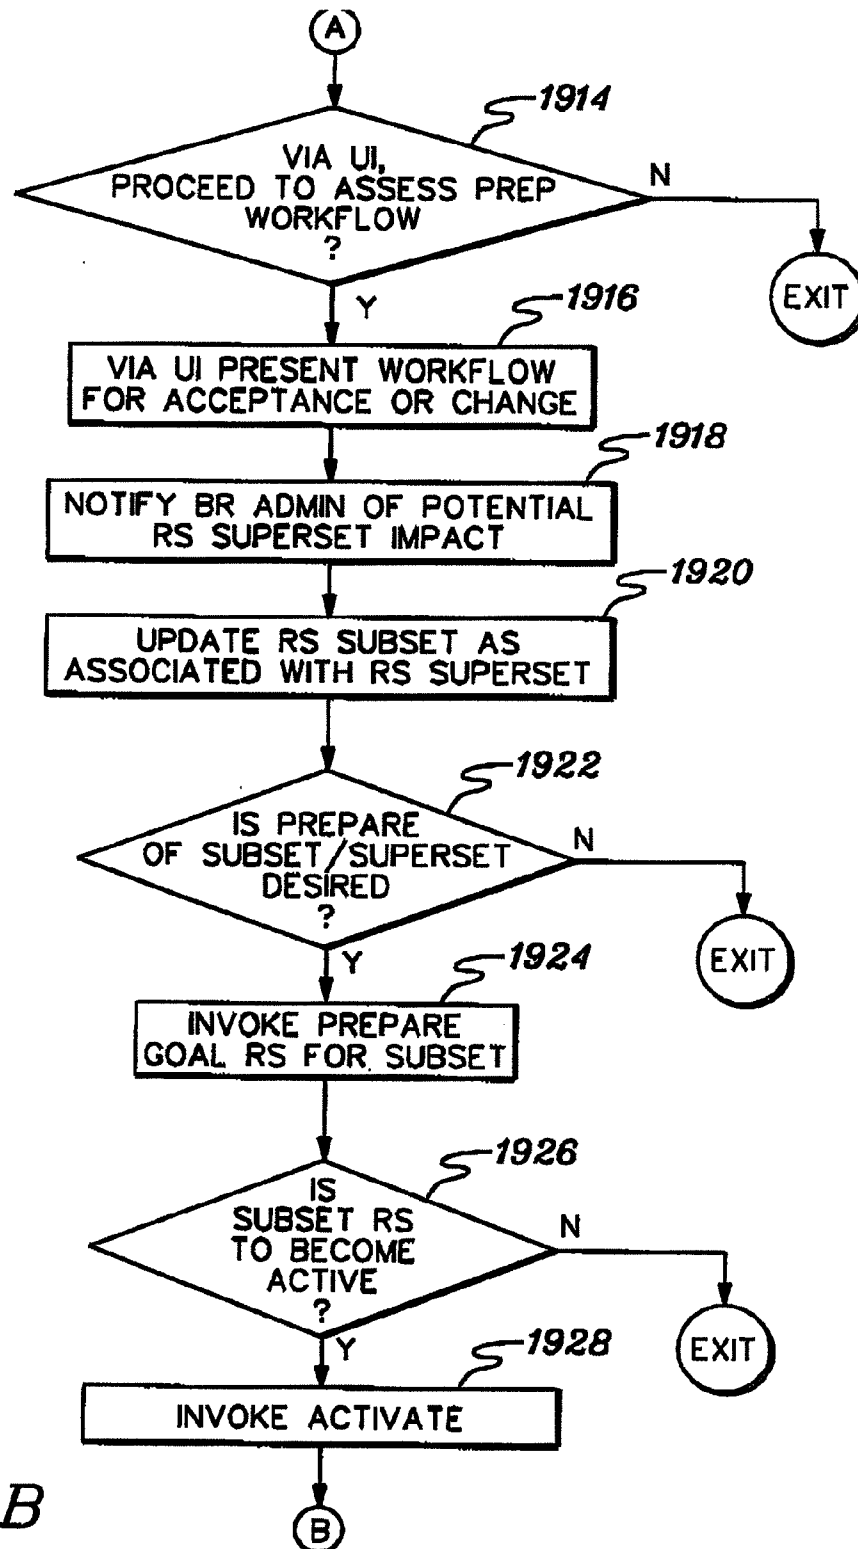 A
1914
VIA UI,
PROCEED TO ASSESS PREP
WORKFLOW
?
N
EXIT
Y
1916
VIA UI PRESENT WORKFLOW
FOR ACCEPTANCE OR CHANGE
1918
NOTIFY BR ADMIN OF POTENTIAL
RS SUPERSET IMPACT
1920
UPDATE RS SUBSET AS
ASSOCIATED WITH RS SUPERSET
1922
IS PREPARE
OF SUBSET/SUPERSET
DESIRED
?
N
EXIT
Y
1924
INVOKE PREPARE
GOAL RS FOR SUBSET
1926
IS
SUBSET RS
TO BECOME
ACTIVE
?
N
EXIT
Y
1928
INVOKE ACTIVATE
B
B